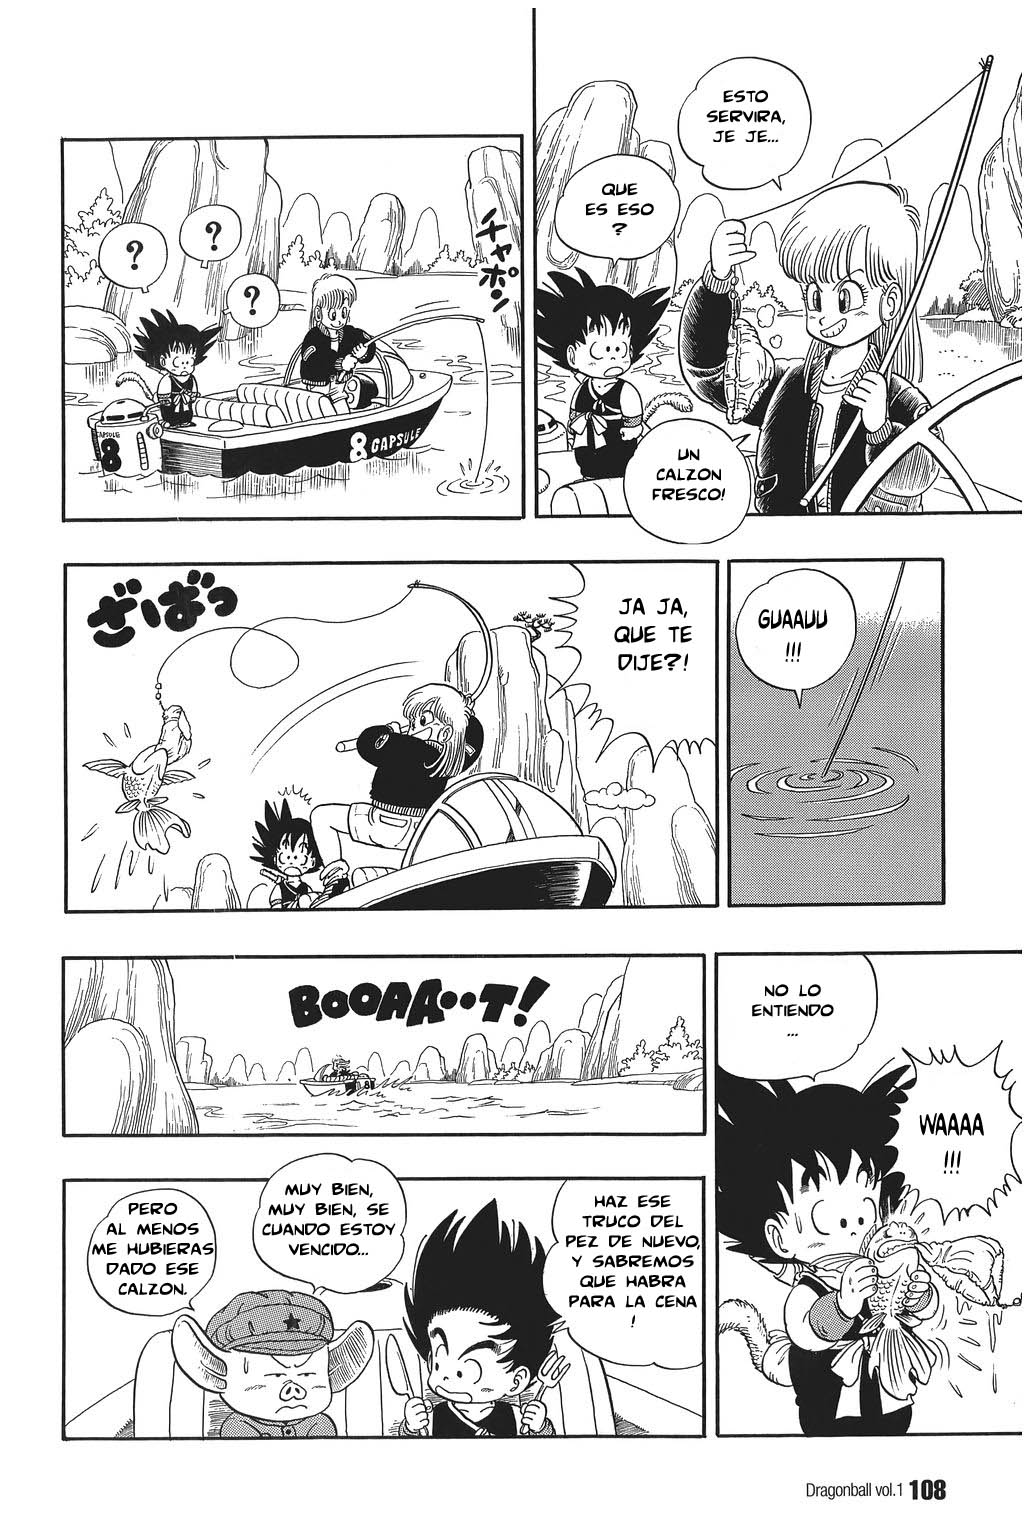 ESTO
SERVIRA,
JE JE...
QUE
ES ESO
?
UN
CALZON
FRESCO!
?
?
?
チャポン
CAPSULE
8
8 CAPSULE
GUAAUU
!!!
JA JA,
QUE TE
DIJE?!
ざばっ
NO LO
ENTIENDO
...
WAAAA
!!!
BOOAA··T!
8
HAZ ESE
TRUCO DEL
PEZ DE NUEVO,
Y SABREMOS
QUE HABRA
PARA LA CENA
!
MUY BIEN,
MUY BIEN, SE
CUANDO ESTOY
VENCIDO...
PERO
AL MENOS
ME HUBIERAS
DADO ESE
CALZON.
Dragonball vol.1 108